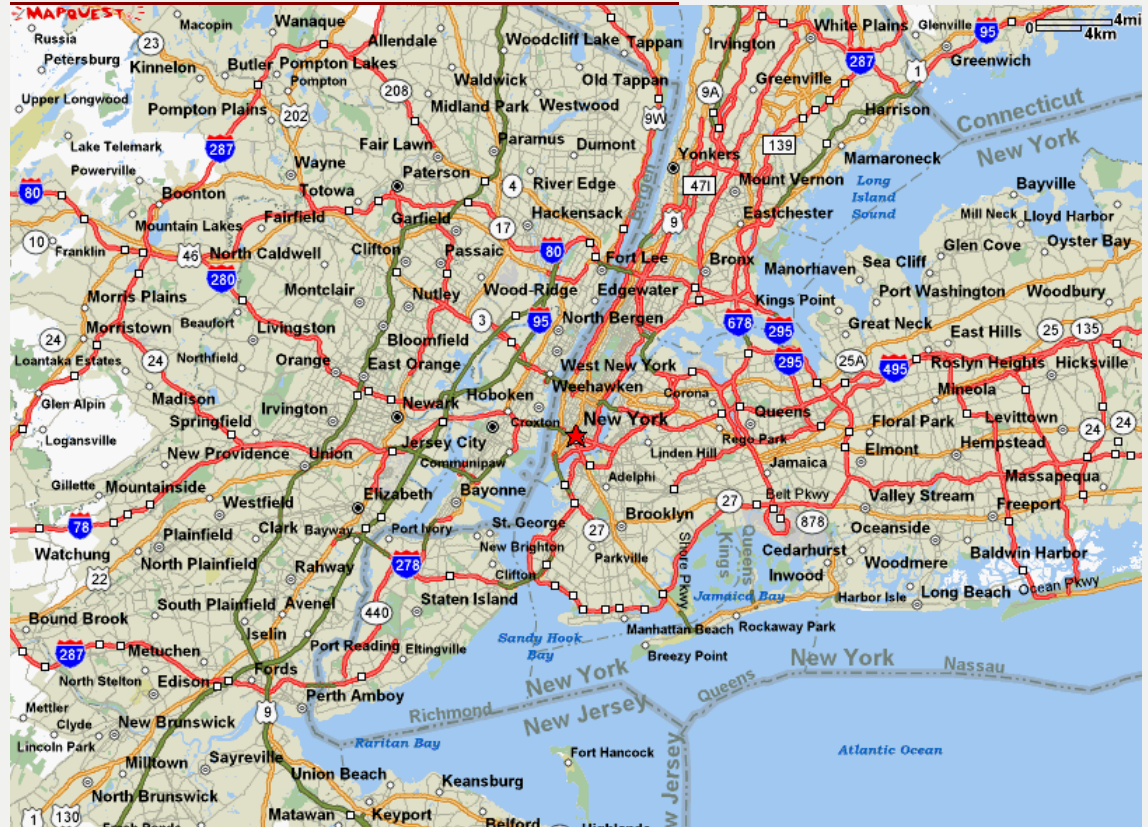 MAPQUEST
Macopin
Wanaque
Allendale
Woodcliff Lake
Tappan
Irvington
White Plains
Glenville
95
0 4mi
4km
Russia
23
Petersburg
Kinnelon
Butler
Pompton Lakes
Pompton
208
Waldwick
Old Tappan
287
1
Greenwich
Greenville
9A
Upper Longwood
Pompton Plains
202
Midland Park
Westwood
9W
Harrison
Connecticut
New York
287
Lake Telemark
Fair Lawn
Paramus
Dumont
Yonkers
139
Mamaroneck
Powerville
Wayne
Paterson
4
River Edge
471
Mount Vernon
Long
Island
Sound
Bayville
80
Boonton
Totowa
Bergen
Mountain Lakes
Fairfield
Garfield
17
Hackensack
9
Eastchester
Mill Neck
Lloyd Harbor
10
Franklin
46
North Caldwell
Clifton
Passaic
80
Fort Lee
Bronx
Manorhaven
Sea Cliff
Glen Cove
Oyster Bay
280
Montclair
Nutley
Wood-Ridge
Edgewater
Kings Point
Port Washington
Woodbury
Morris Plains
Beaufort
Livingston
3
95
North Bergen
678
295
Great Neck
East Hills
25
135
Morristown
24
Bloomfield
Loantaka Estates
24
Northfield
Orange
East Orange
West New York
295
25A
495
Roslyn Heights
Hicksville
Glen Alpin
Madison
Irvington
Newark
Hoboken
Weehawken
Corona
Mineola
Springfield
Croxton
New York
Queens
Floral Park
Levittown
24
24
Logansville
New Providence
Union
Jersey City
Rego Park
Linden Hill
Elmont
Hempstead
Communipaw
Jamaica
Gillette
Mountainside
Elizabeth
Bayonne
Adelphi
Massapequa
Westfield
27
Belt Pkwy
Valley Stream
Freeport
78
Plainfield
Clark
Bayway
Port Ivory
St. George
Brooklyn
878
Oceanside
Watchung
27
North Plainfield
278
New Brighton
Parkville
Shore Pkwy
Kings
Queens
Cedarhurst
Woodmere
Baldwin Harbor
22
Rahway
Clifton
Inwood
Ocean Pkwy
South Plainfield
Avenel
440
Staten Island
Jamaica Bay
Harbor Isle
Long Beach
Bound Brook
Iselin
Sandy Hook
Bay
Manhattan Beach
Rockaway Park
287
Metuchen
Port Reading
Eltingville
Breezy Point
North Stelton
Edison
Fords
New York
New York
Nassau
Queens
Mettler
Perth Amboy
Richmond
New Jersey
Clyde
New Brunswick
9
Lincoln Park
Raritan Bay
Fort Hancock
Atlantic Ocean
Milltown
Sayreville
Union Beach
Keansburg
North Brunswick
1
130
Matawan
Keyport
Belford
w Jersey